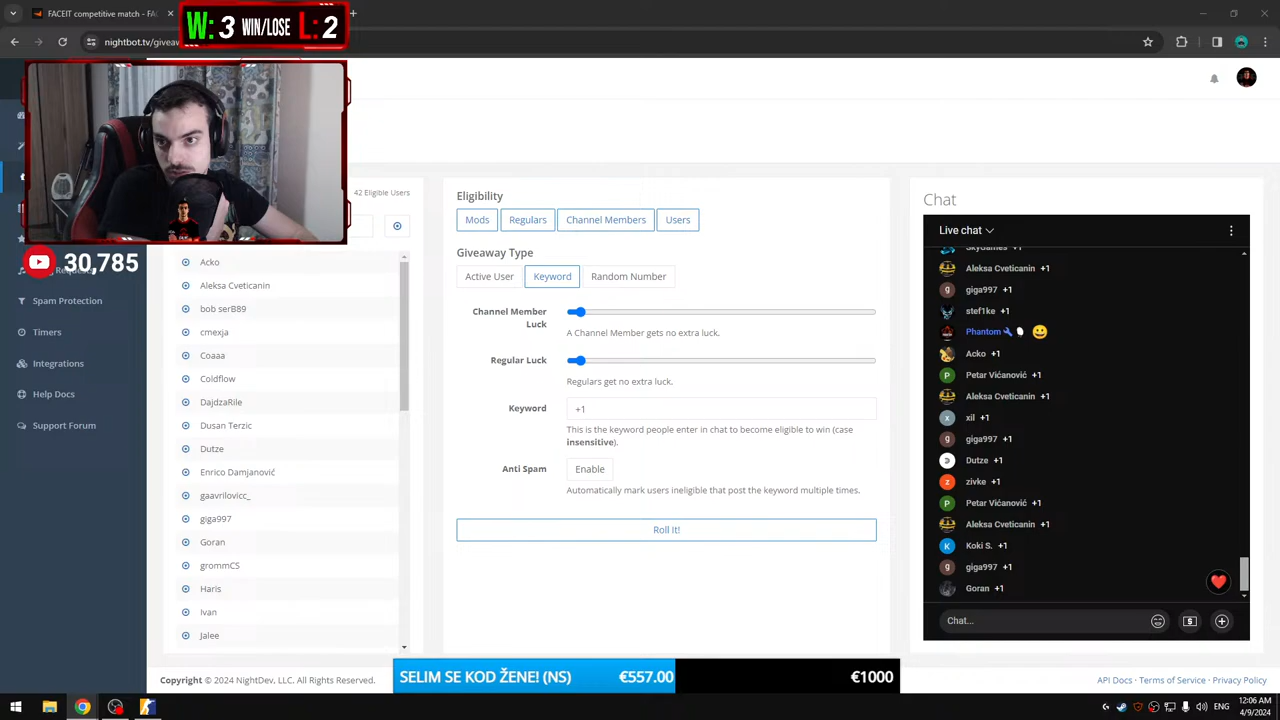 FACEIT competitive match - FAC
W: 3 WIN/LOSE L: 2
nightbot.tv/giveaw
30,785
Spam Protection
Timers
Integrations
Help Docs
Support Forum
42 Eligible Users
Acko
Aleksa Cveticanin
bob serB89
cmexja
Coaaa
Coldflow
DajdzaRile
Dusan Terzic
Dutze
Enrico Damjanović
gaavrilovicc_
giga997
Goran
grommCS
Haris
Ivan
Jalee
Eligibility
Mods Regulars Channel Members Users
Giveaway Type
Active User Keyword Random Number
Channel Member
Luck
A Channel Member gets no extra luck.
Regular Luck
Regulars get no extra luck.
Keyword
+1
This is the keyword people enter in chat to become eligible to win (case
insensitive).
Anti Spam
Enable
Automatically mark users ineligible that post the keyword multiple times.
Roll It!
Chat
Live chat
SkyGames +1
Aleksa Cveticanin +1
giga997 +1
stef1ke +1
Phantom
Acko +1
Petar Vićanović +1
Aleksa Cveticanin +1
xil +1
giga997 +1
Dutze +1
zivke +1
Petar Vićanović +1
Aleksa Cveticanin +1
Koki S. +1
giga997 +1
Goran +1
Chat...
SELIM SE KOD ŽENE! (NS) €557.00 €1000
Copyright © 2024 NightDev, LLC. All Rights Reserved.
API Docs - Terms of Service - Privacy Policy
ENG
12:06 AM
4/9/2024